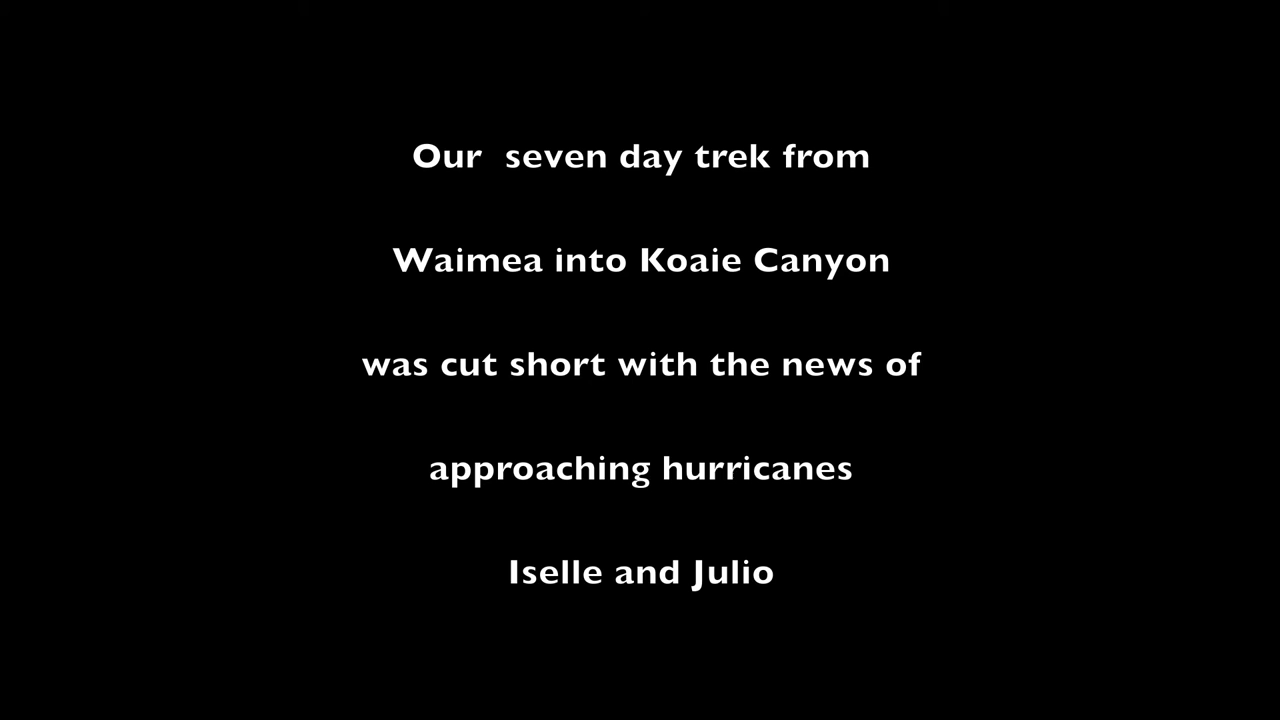 Our  seven day trek from
Waimea into Koaie Canyon
was cut short with the news of
approaching hurricanes
Iselle and Julio